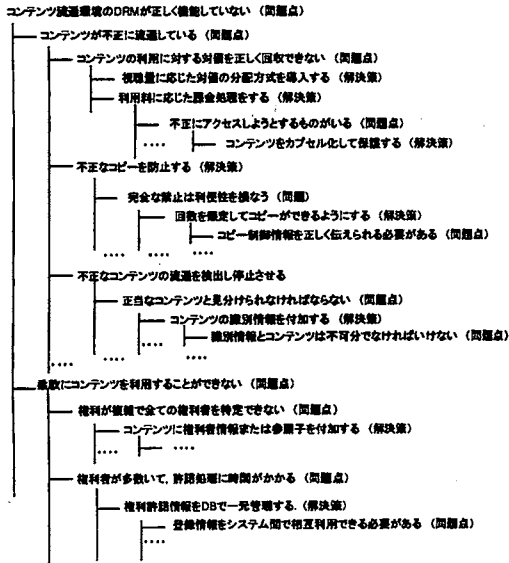 コンテンツ流通環境のDRMが正しく機能していない（問題点）
コンテンツが不正に流通している（問題点）
コンテンツの利用に対する対価を正しく回収できない（問題点）
視聴量に応じた対価の分配方式を導入する（解決策）
利用料に応じた課金処理をする（解決策）
不正にアクセスしようとするものがいる（問題点）
.... コンテンツをカプセル化して保護する（解決策）
不正なコピーを防止する（解決策）
完全な禁止は利便性を損なう（問題）
回数を限定してコピーができるようにする（解決策）
コピー制御情報を正しく伝えられる必要がある（問題点）
.... .... ....
不正なコンテンツの流通を検出し停止させる
正当なコンテンツと見分けられなければならない（問題点）
コンテンツの識別情報を付加する（解決策）
.... 識別情報とコンテンツは不可分でなければいけない（問題点）
.... .... .... ....
柔軟にコンテンツを利用することができない（問題点）
権利が複雑で全ての権利者を特定できない（問題点）
コンテンツに権利者情報または参照子を付加する（解決策）
.... ....
権利者が多数いて，許諾処理に時間がかかる（問題点）
権利許諾情報をDBで一元管理する．（解決策）
登録情報をシステム間で相互利用できる必要がある（問題点）
....